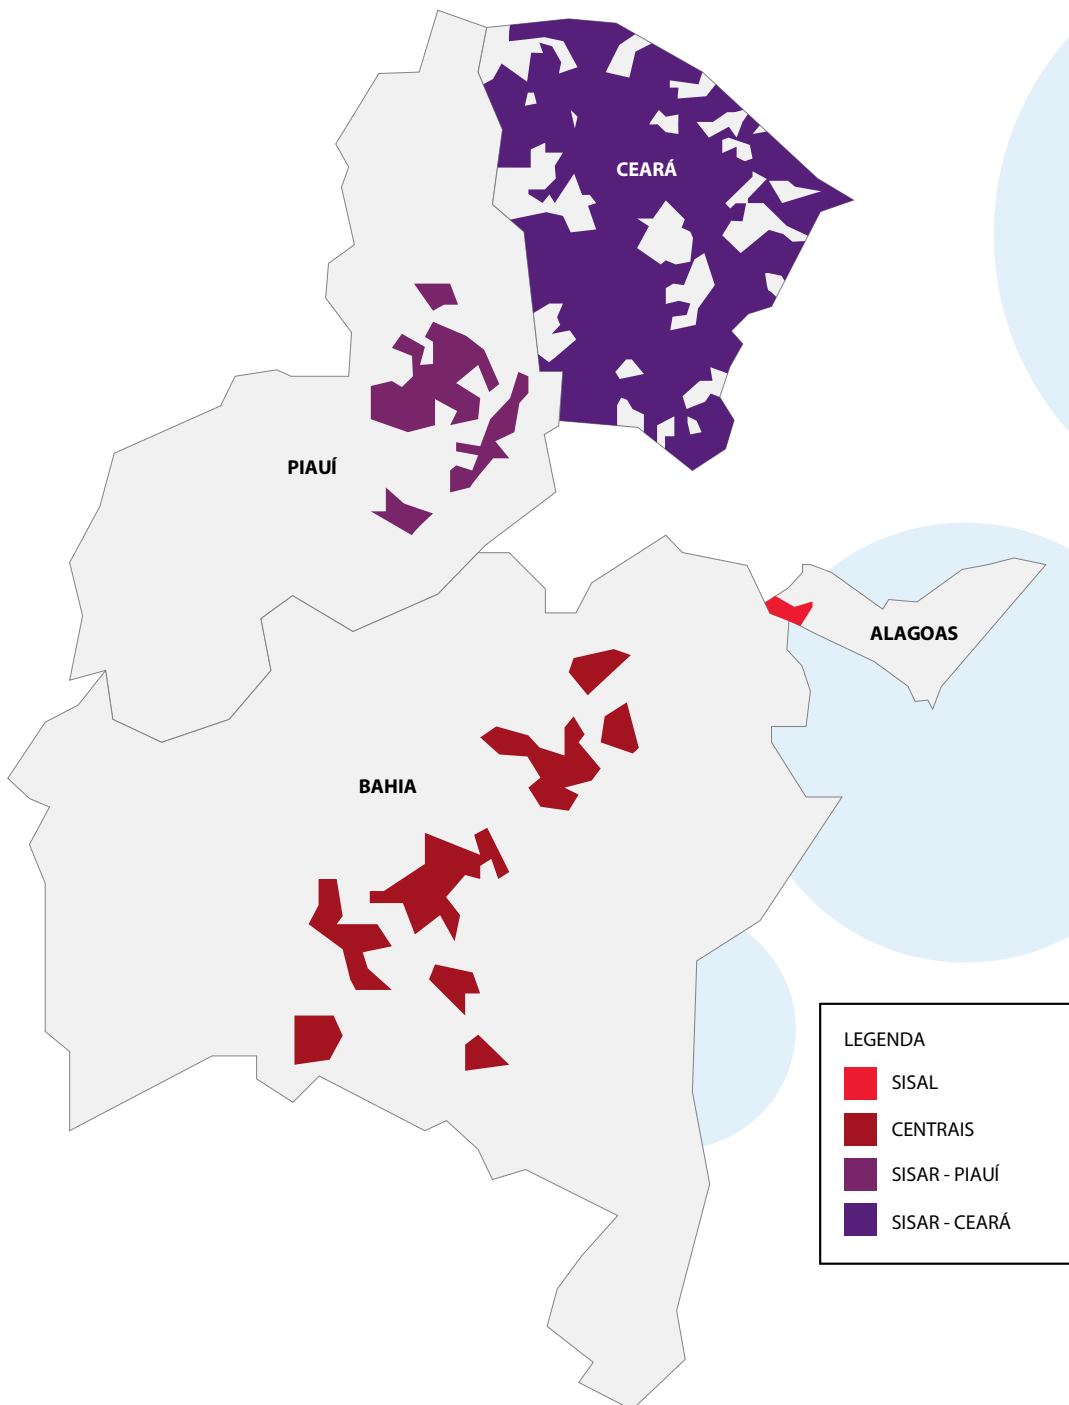 CEARÁ
PIAUÍ
ALAGOAS
BAHIA
LEGENDA
SISAL
CENTRAIS
SISAR - PIAUÍ
SISAR - CEARÁ